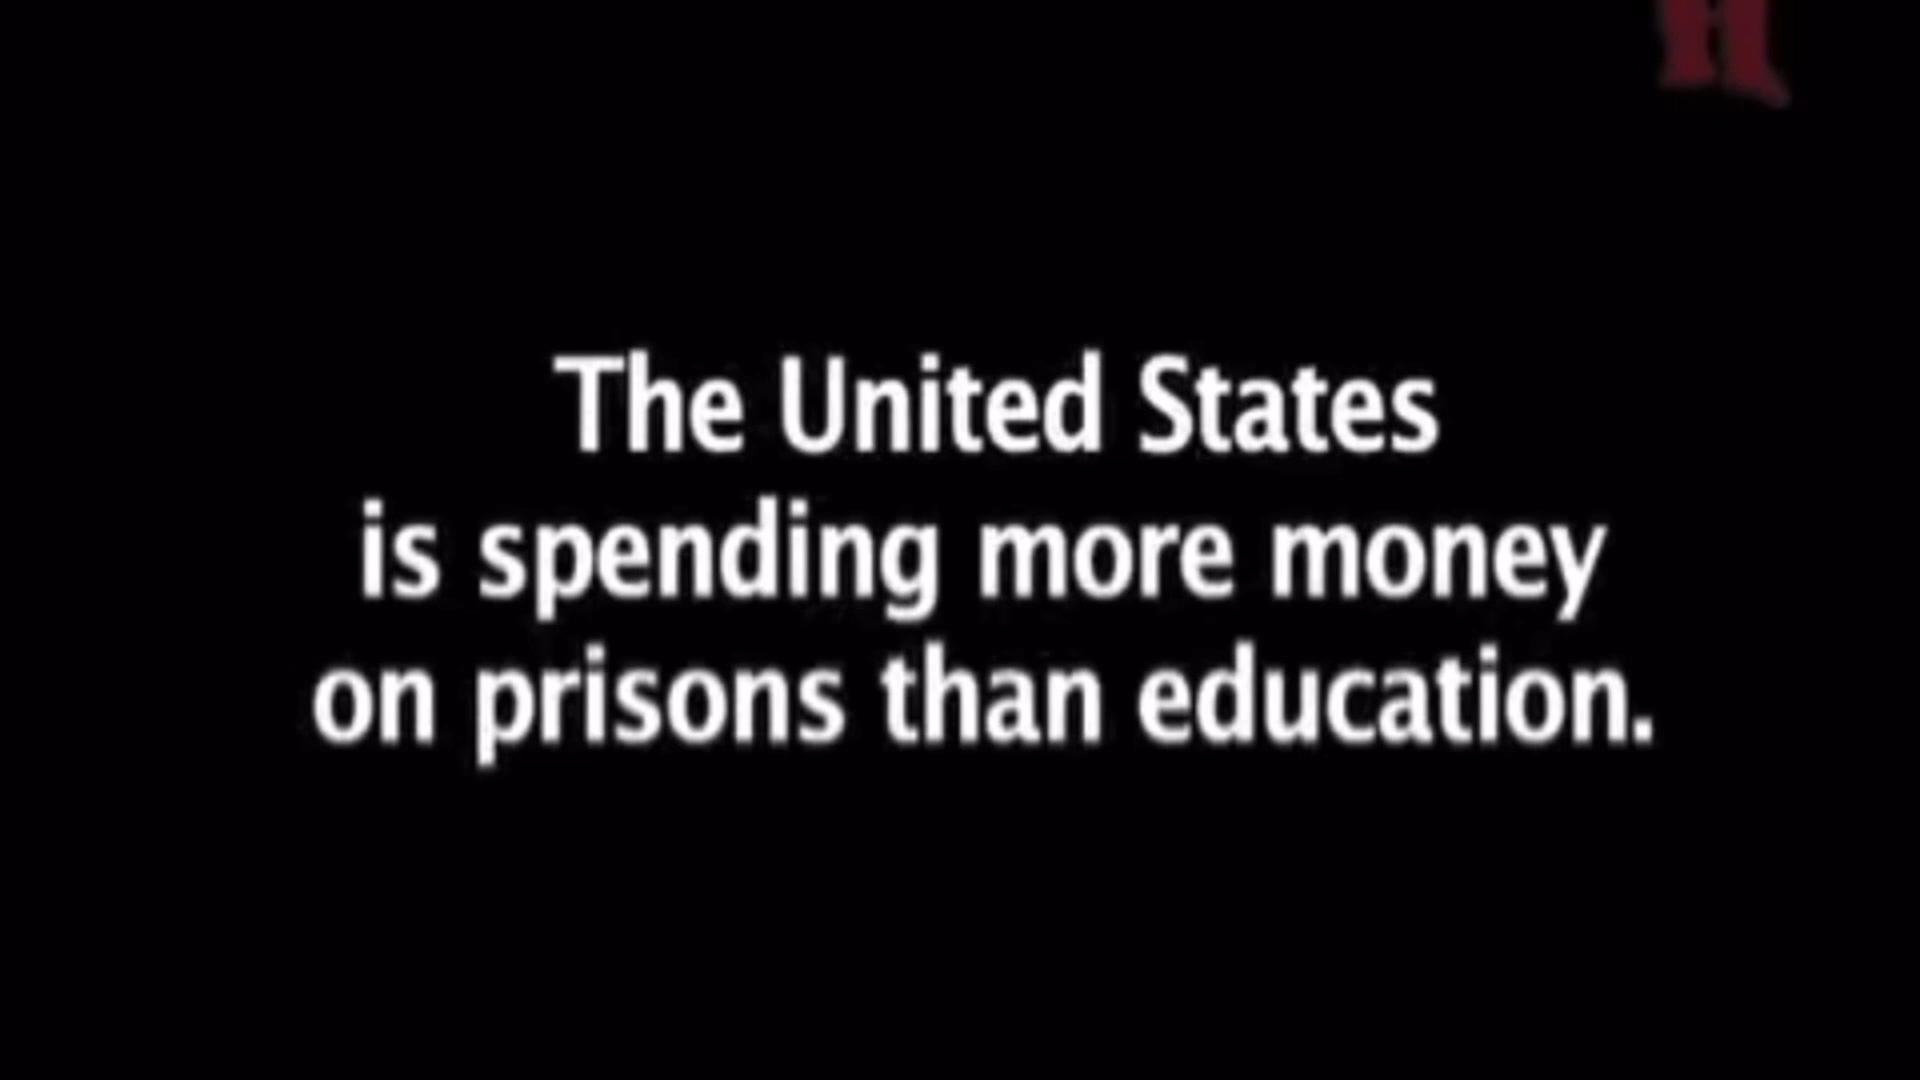 The United States
is spending more money
on prisons than education.